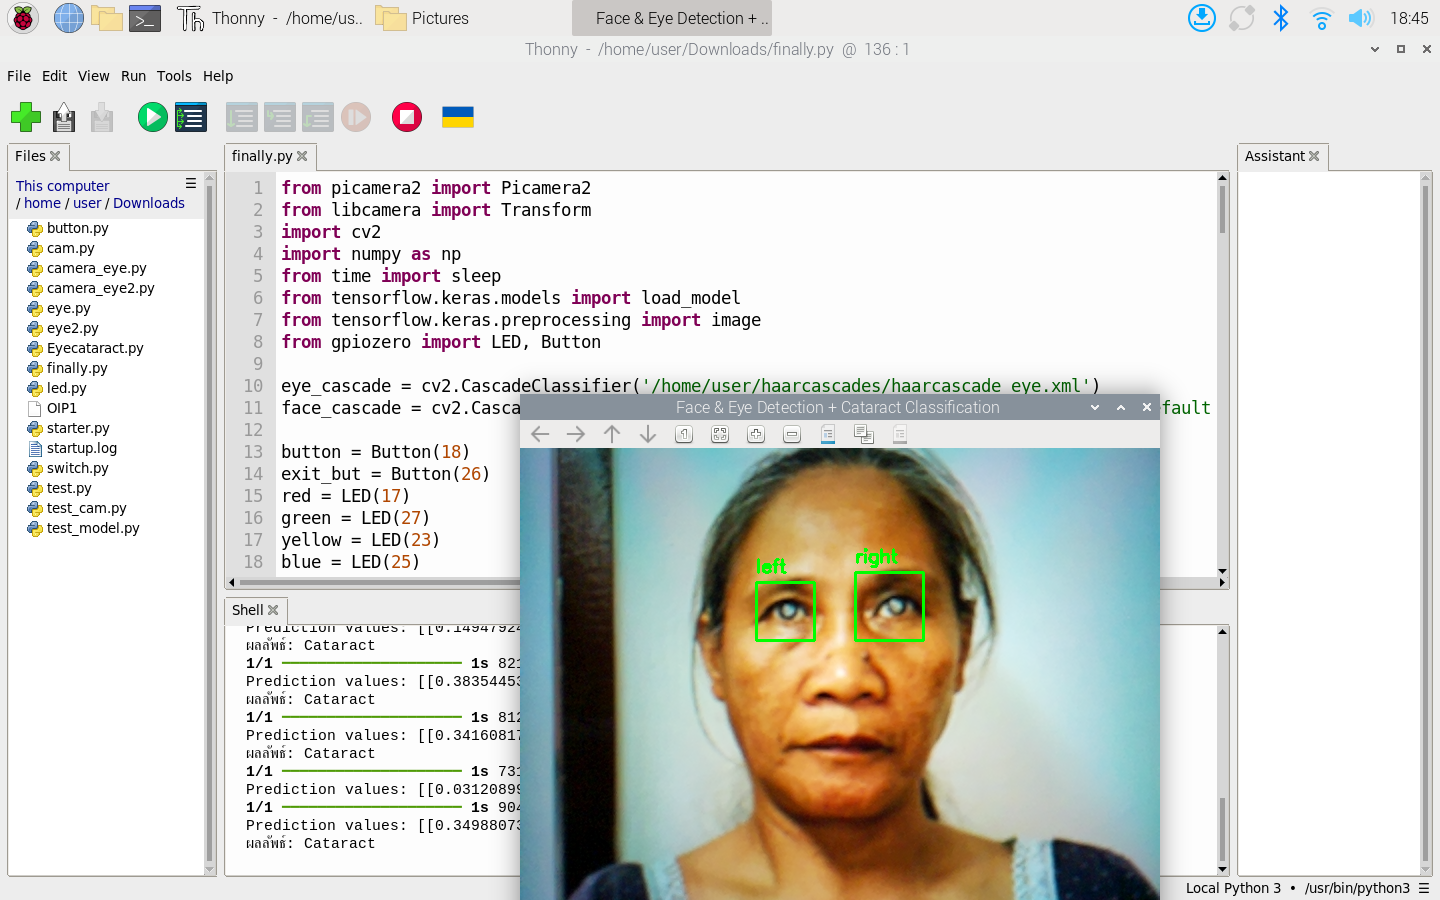 Thonny - /home/us..
Pictures
Face & Eye Detection + ..
18:45
Thonny - /home/user/Downloads/finally.py @ 136 : 1
File Edit View Run Tools Help
Files
This computer
/ home / user / Downloads
button.py
cam.py
camera_eye.py
camera_eye2.py
eye.py
eye2.py
Eyecataract.py
finally.py
led.py
OIP1
starter.py
startup.log
switch.py
test.py
test_cam.py
test_model.py
finally.py
1 from picamera2 import Picamera2
2 from libcamera import Transform
3 import cv2
4 import numpy as np
5 from time import sleep
6 from tensorflow.keras.models import load_model
7 from tensorflow.keras.preprocessing import image
8 from gpiozero import LED, Button
9
10 eye_cascade = cv2.CascadeClassifier('/home/user/haarcascades/haarcascade_eye.xml')
11 face_cascade = cv2.Casca
fault
12
13 button = Button(18)
14 exit_but = Button(26)
15 red = LED(17)
16 green = LED(27)
17 yellow = LED(23)
18 blue = LED(25)
Shell
Prediction values: [[0.14947924
ผลลัพธ์: Cataract
1/1 ━━━━━━━━━━━━━━━━━━━━ 1s 821
Prediction values: [[0.38354453
ผลลัพธ์: Cataract
1/1 ━━━━━━━━━━━━━━━━━━━━ 1s 812
Prediction values: [[0.34160817
ผลลัพธ์: Cataract
1/1 ━━━━━━━━━━━━━━━━━━━━ 1s 731
Prediction values: [[0.03120899
1/1 ━━━━━━━━━━━━━━━━━━━━ 1s 904
Prediction values: [[0.34988073
ผลลัพธ์: Cataract
Face & Eye Detection + Cataract Classification
left
right
Assistant
Local Python 3 • /usr/bin/python3